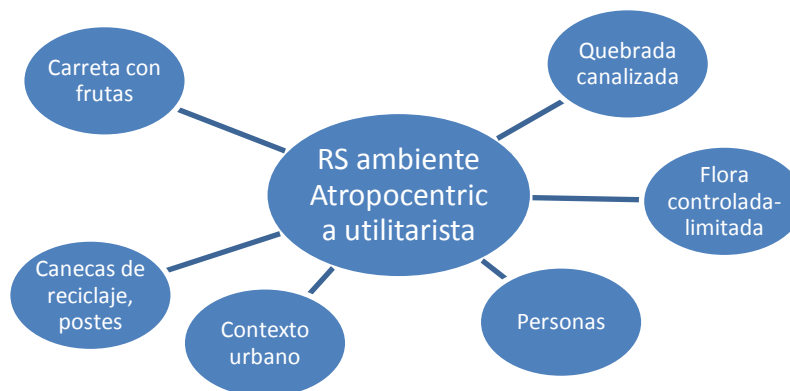 Carreta con
frutas
Quebrada
canalizada
RS ambiente
Atropocentric
a utilitarista
Flora
controlada-
limitada
Canecas de
reciclaje,
postes
Contexto
urbano
Personas